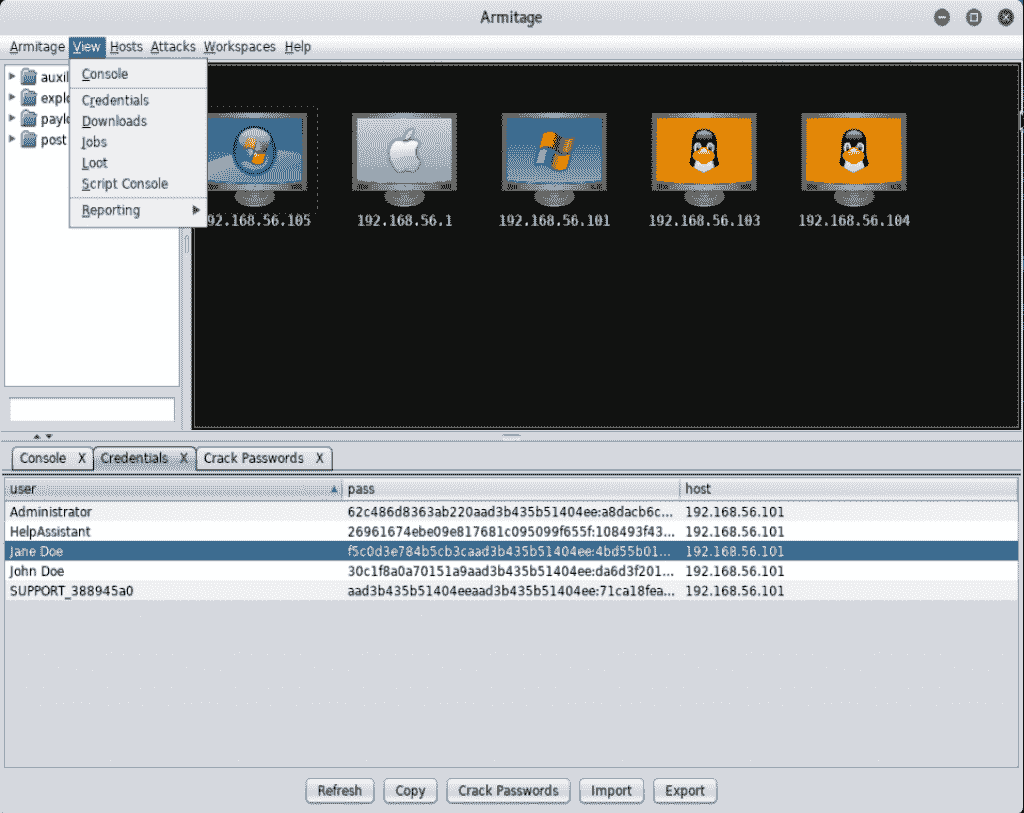 Armitage
Armitage View Hosts Attacks Workspaces Help
Console
Credentials
Downloads
Jobs
Loot
Script Console
Reporting
auxil
explo
paylo
post
92.168.56.105 192.168.56.1 192.168.56.101 192.168.56.103 192.168.56.104
Console X Credentials X Crack Passwords X
user pass host
Administrator 62c486d8363ab220aad3b435b51404ee:a8dacb6c... 192.168.56.101
HelpAssistant 26961674ebe09e817681c095099f655f:108493f43... 192.168.56.101
Jane Doe f5c0d3e784b5cb3caad3b435b51404ee:4bd55b01... 192.168.56.101
John Doe 30c1f8a0a70151a9aad3b435b51404ee:da6d3f201... 192.168.56.101
SUPPORT_388945a0 aad3b435b51404eeaad3b435b51404ee:71ca18fea... 192.168.56.101
Refresh Copy Crack Passwords Import Export